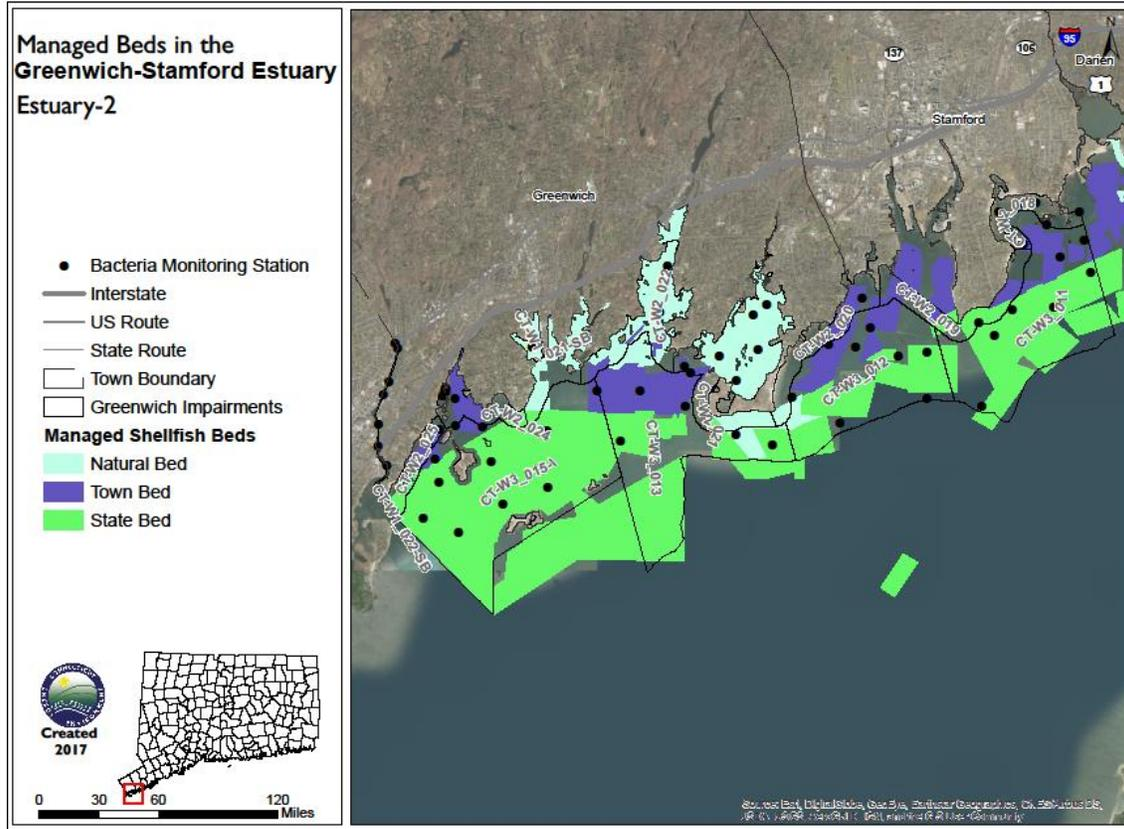 Managed Beds in the
Greenwich-Stamford Estuary
Estuary-2
Bacteria Monitoring Station
Interstate
US Route
State Route
Town Boundary
Greenwich Impairments
Managed Shellfish Beds
Natural Bed
Town Bed
State Bed
Created
2017
0 30 60 120
Miles
N
95
106
137
Darien
1
Stamford
Greenwich
018
CT-W2_022
CT-W3_011
CT-W2_019
CT-W2_020
021-SB
CT-W3_012
CT-W2_024
CT-W3_013
CT-W2_025
CT-W3_015-I
CT-W1_022-SB